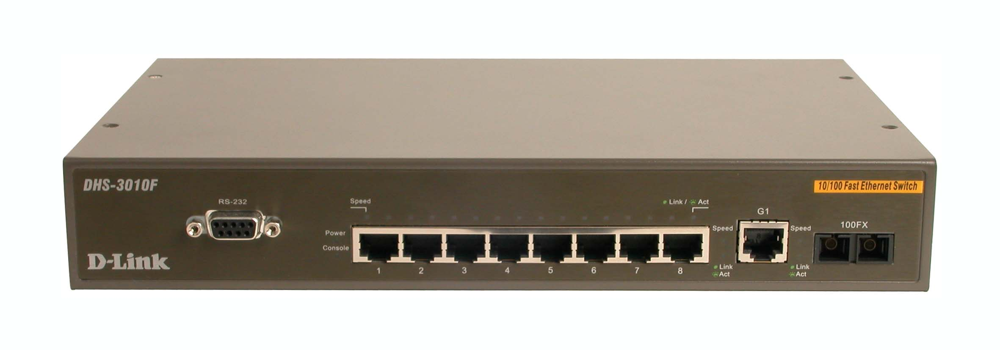 DHS-3010F
10/100 Fast Ethernet Switch
RS-232
Speed
Link / Act
G1
100FX
Power
Console
Speed
Speed
D-Link
1 2 3 4 5 6 7 8
Link
Act
Link
Act